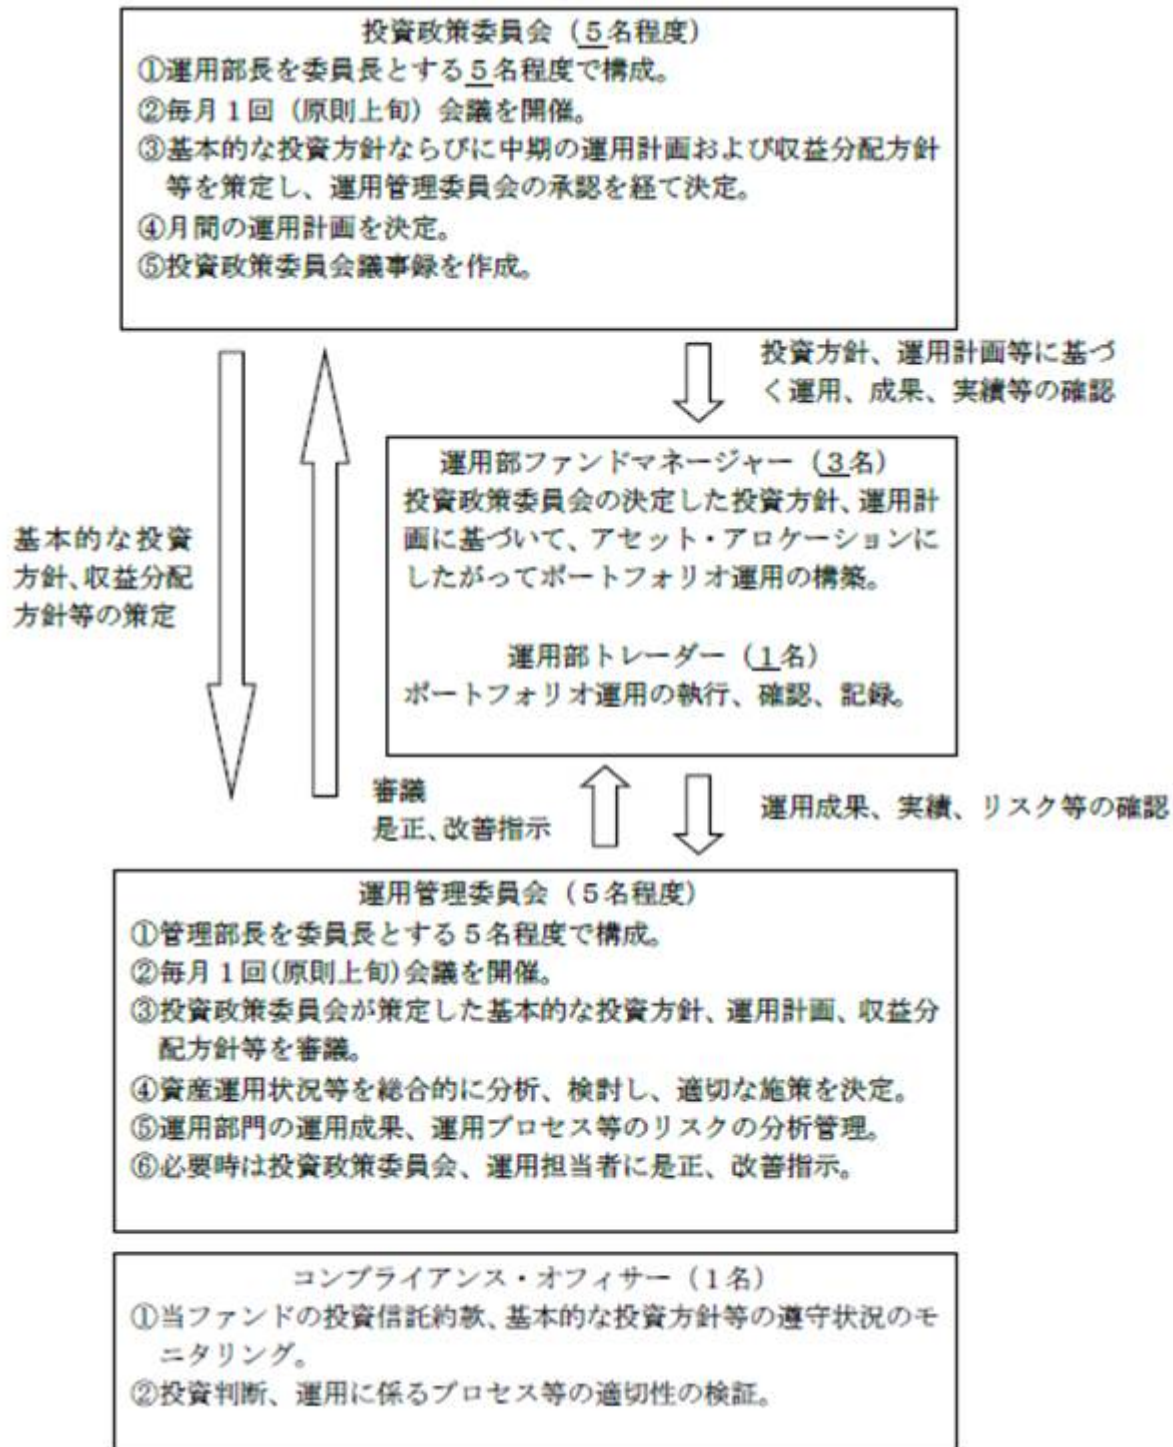 投資政策委員会（５名程度）
①運用部長を委員長とする５名程度で構成。
②毎月１回（原則上旬）会議を開催。
③基本的な投資方針ならびに中期の運用計画および収益分配方針
等を策定し、運用管理委員会の承認を経て決定。
④月間の運用計画を決定。
⑤投資政策委員会議事録を作成。
投資方針、運用計画等に基づ
く運用、成果、実績等の確認
運用部ファンドマネージャー（３名）
投資政策委員会の決定した投資方針、運用計
画に基づいて、アセット・アロケーションに
したがってポートフォリオ運用の構築。
運用部トレーダー（１名）
ポートフォリオ運用の執行、確認、記録。
基本的な投資
方針、収益分配
方針等の策定
審議
是正、改善指示
運用成果、実績、リスク等の確認
運用管理委員会（５名程度）
①管理部長を委員長とする５名程度で構成。
②毎月１回(原則上旬)会議を開催。
③投資政策委員会が策定した基本的な投資方針、運用計画、収益分
配方針等を審議。
④資産運用状況等を総合的に分析、検討し、適切な施策を決定。
⑤運用部門の運用成果、運用プロセス等のリスクの分析管理。
⑥必要時は投資政策委員会、運用担当者に是正、改善指示。
コンプライアンス・オフィサー（１名）
①当ファンドの投資信託約款、基本的な投資方針等の遵守状況のモ
ニタリング。
②投資判断、運用に係るプロセス等の適切性の検証。